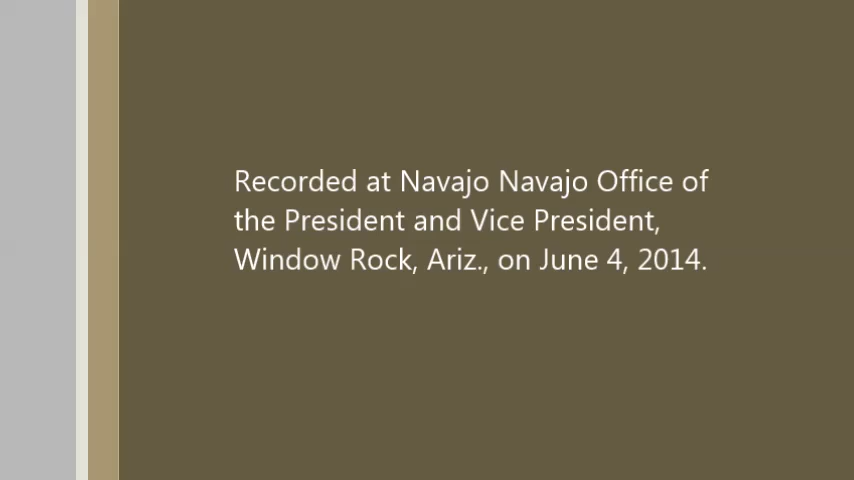 Recorded at Navajo Navajo Office of
the President and Vice President,
Window Rock, Ariz., on June 4, 2014.